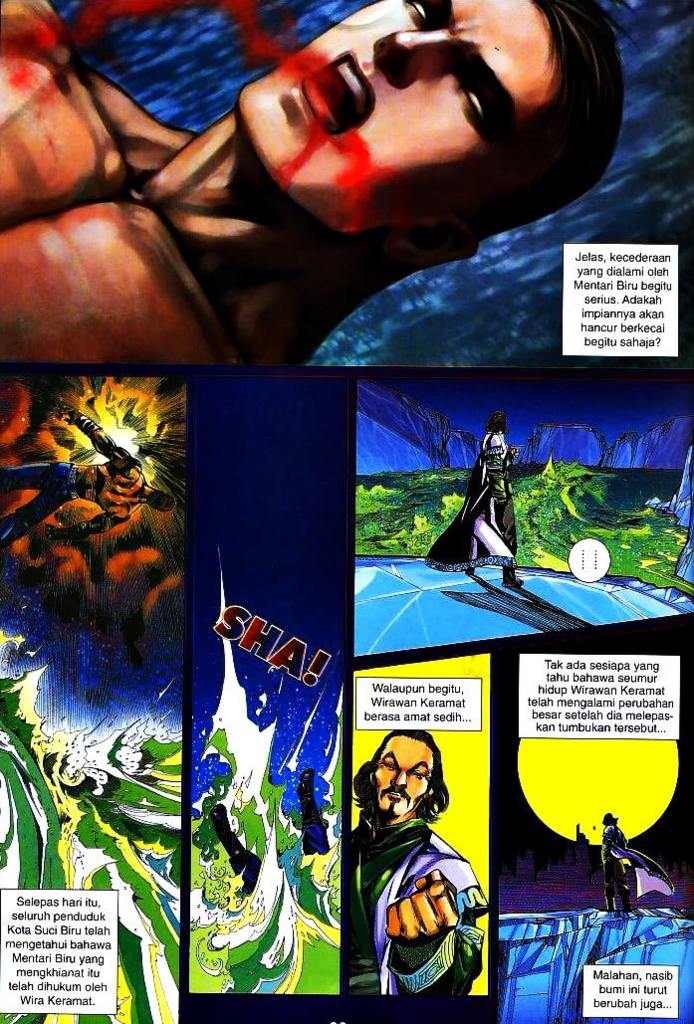 Jelas, kecederaan
yang dialami oleh
Mentari Biru begitu
serius. Adakah
impiannya akan
hancur berkecai
begitu sahaja?
SHA!
......
Walaupun begitu,
Wirawan Keramat
berasa amat sedih...
Tak ada sesiapa yang
tahu bahawa seumur
hidup Wirawan Keramat
telah mengalami perubahan
besar setelah dia melepas-
kan tumbukan tersebut...
Selepas hari itu,
seluruh penduduk
Kota Suci Biru telah
mengetahui bahawa
Mentari Biru yang
mengkhianat itu
telah dihukum oleh
Wira Keramat.
Malahan, nasib
bumi ini turut
berubah juga...